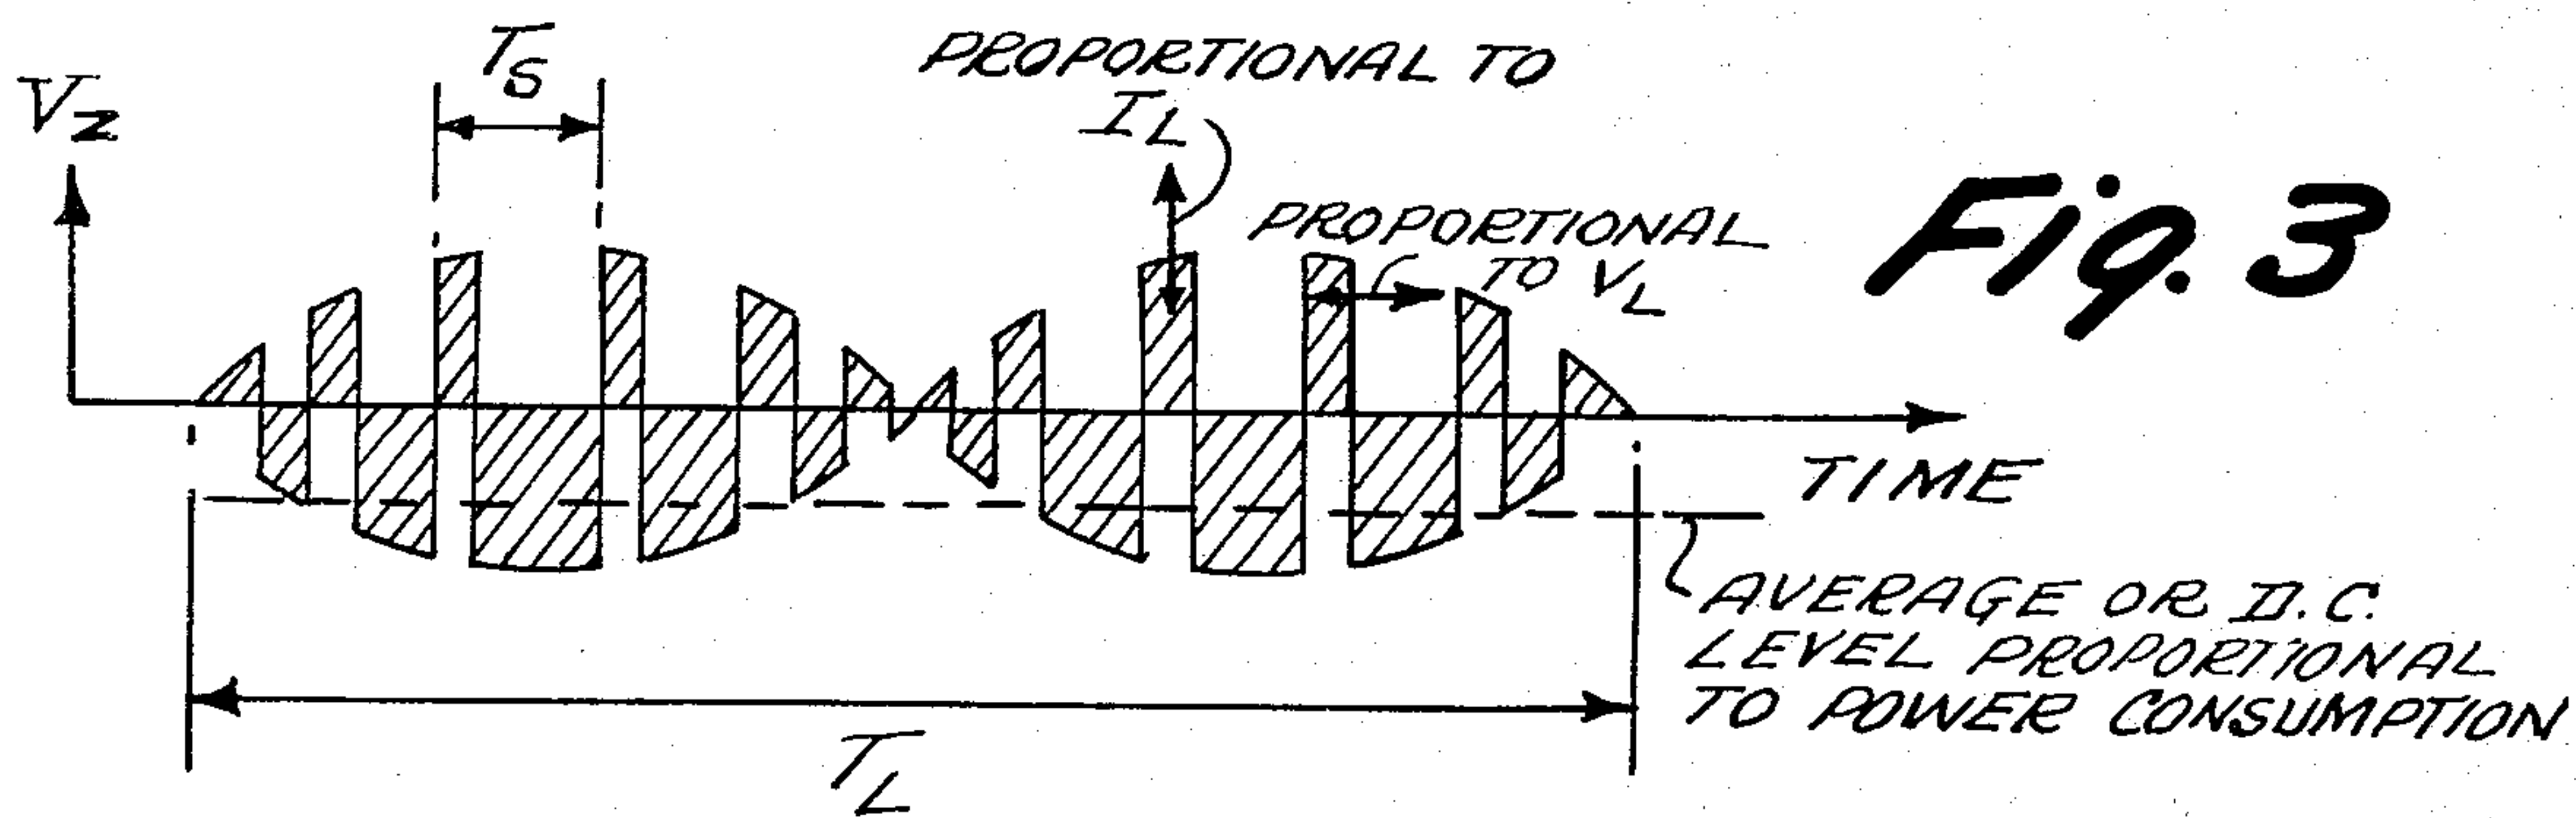 TS
VZ
PROPORTIONAL TO
IL
PROPORTIONAL
TO VL
Fig. 3
TIME
AVERAGE OR D.C.
LEVEL PROPORTIONAL
TO POWER CONSUMPTION
TL